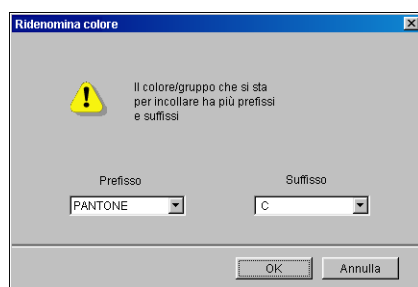 Ridenomina colore
Il colore/gruppo che si sta
per incollare ha più prefissi
e suffissi
Prefisso
Suffisso
PANTONE
C
OK
Annulla